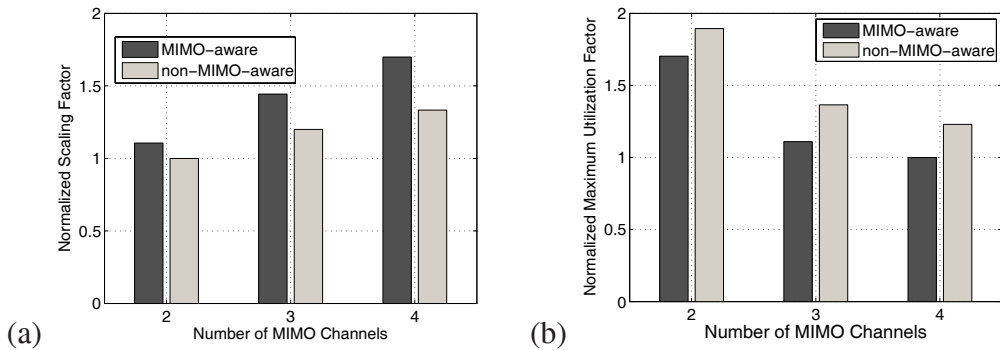 (a)
Normalized Scaling Factor
2
1.5
1
0.5
0
MIMO-aware
non-MIMO-aware
2 3 4
Number of MIMO Channels
(b)
Normalized Maximum Utilization Factor
2
1.5
1
0.5
0
MIMO-aware
non-MIMO-aware
2 3 4
Number of MIMO Channels